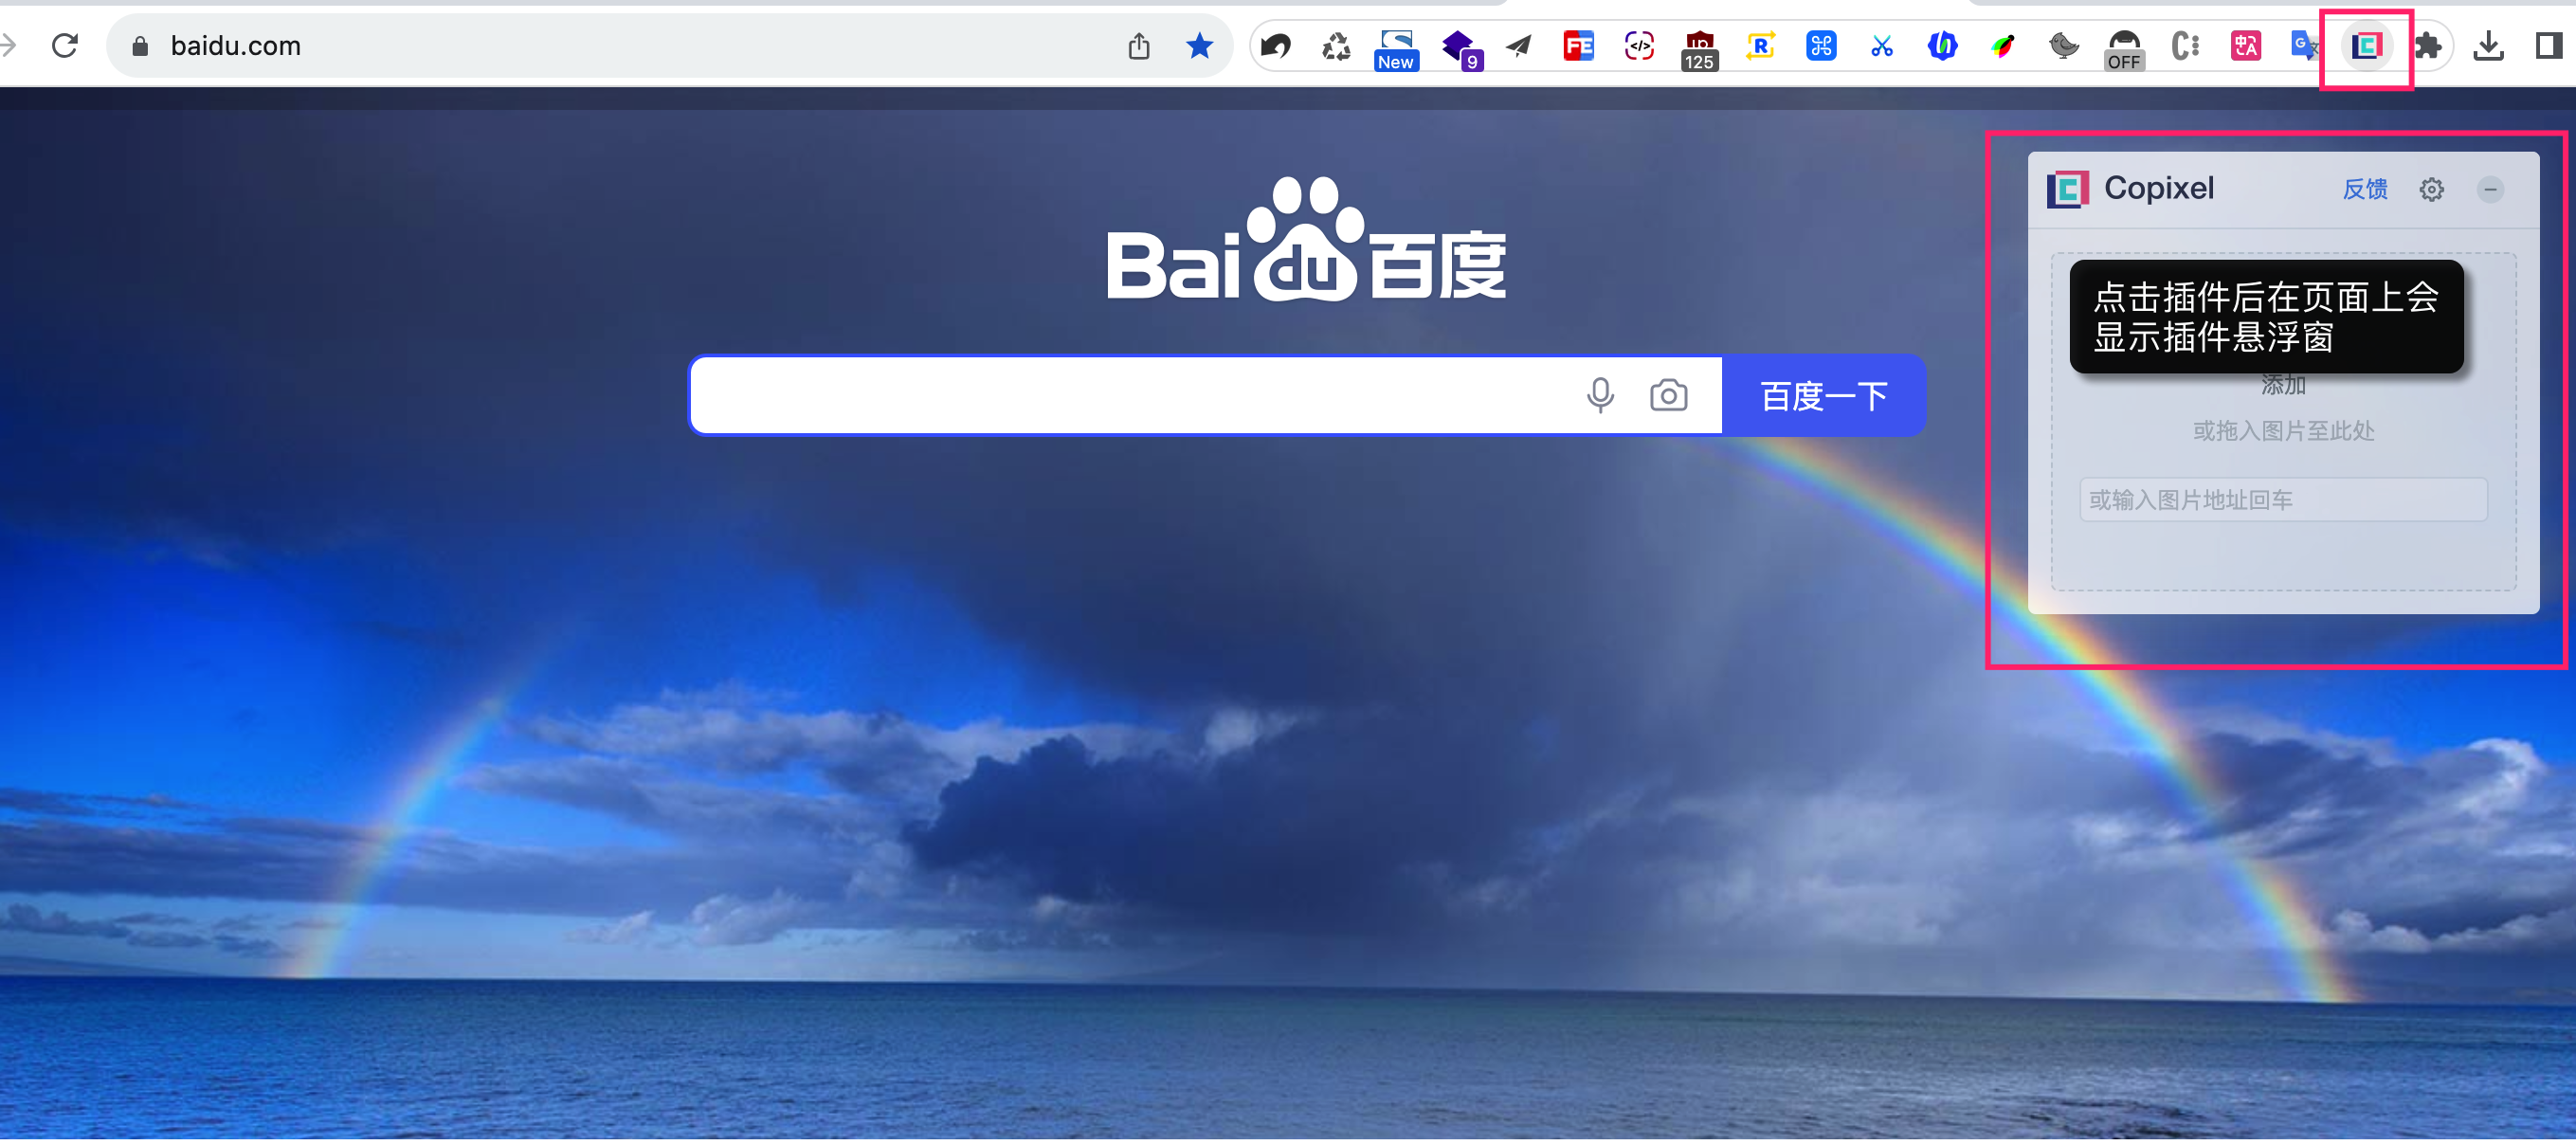 baidu.com
New
9
FE
125
R
OFF
中A
G
Bai du 百度
百度一下
Copixel
反馈
点击插件后在页面上会
显示插件悬浮窗
添加
或拖入图片至此处
或输入图片地址回车